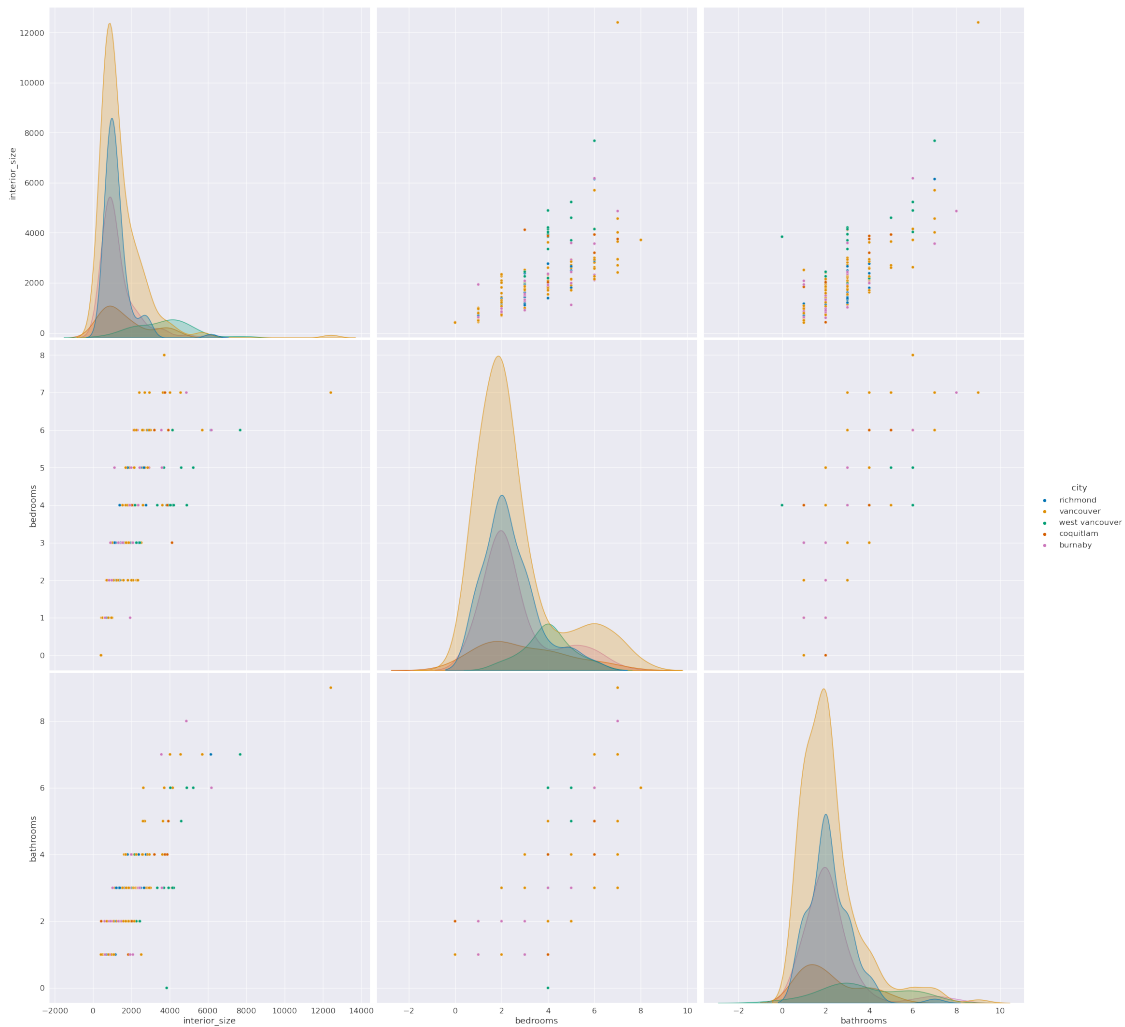 12000
10000
8000
6000
4000
2000
0
interior_size
8
7
6
5
4
3
2
1
0
bedrooms
city
richmond
vancouver
west vancouver
coquitlam
burnaby
8
6
4
2
0
bathrooms
−2000 0 2000 4000 6000 8000 10000 12000 14000
interior_size
−2 0 2 4 6 8 10
bedrooms
−2 0 2 4 6 8 10
bathrooms